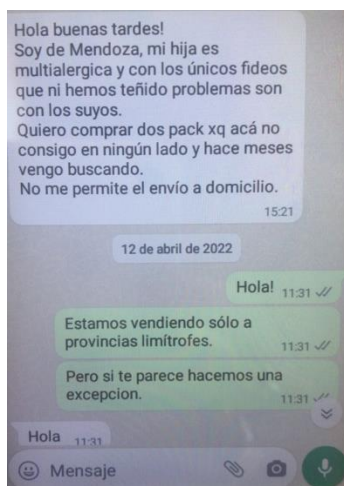 Hola buenas tardes!
Soy de Mendoza, mi hija es
multialergica y con los únicos fideos
que ni hemos teñido problemas son
con los suyos.
Quiero comprar dos pack xq acá no
consigo en ningún lado y hace meses
vengo buscando.
No me permite el envío a domicilio.
15:21
12 de abril de 2022
Hola! 11:31
Estamos vendiendo sólo a
provincias limítrofes. 11:31
Pero si te parece hacemos una
excepcion. 11:31
Hola 11:31
Mensaje